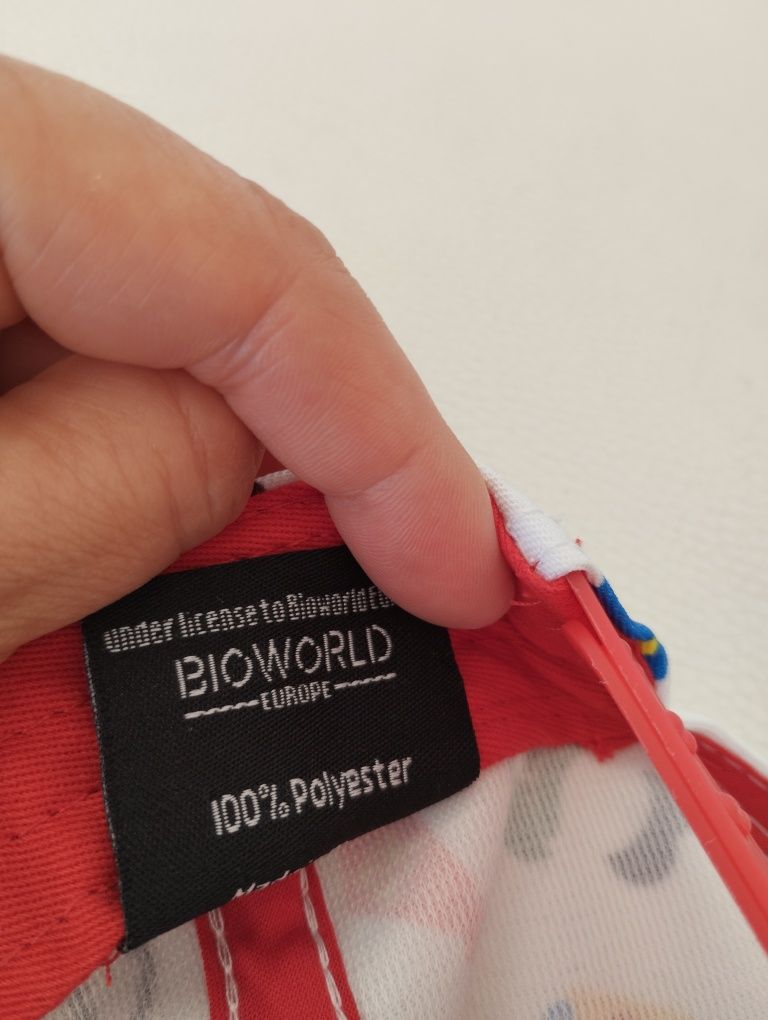 under license to Bioworld
BIOWORLD
EUROPE
100% Polyester